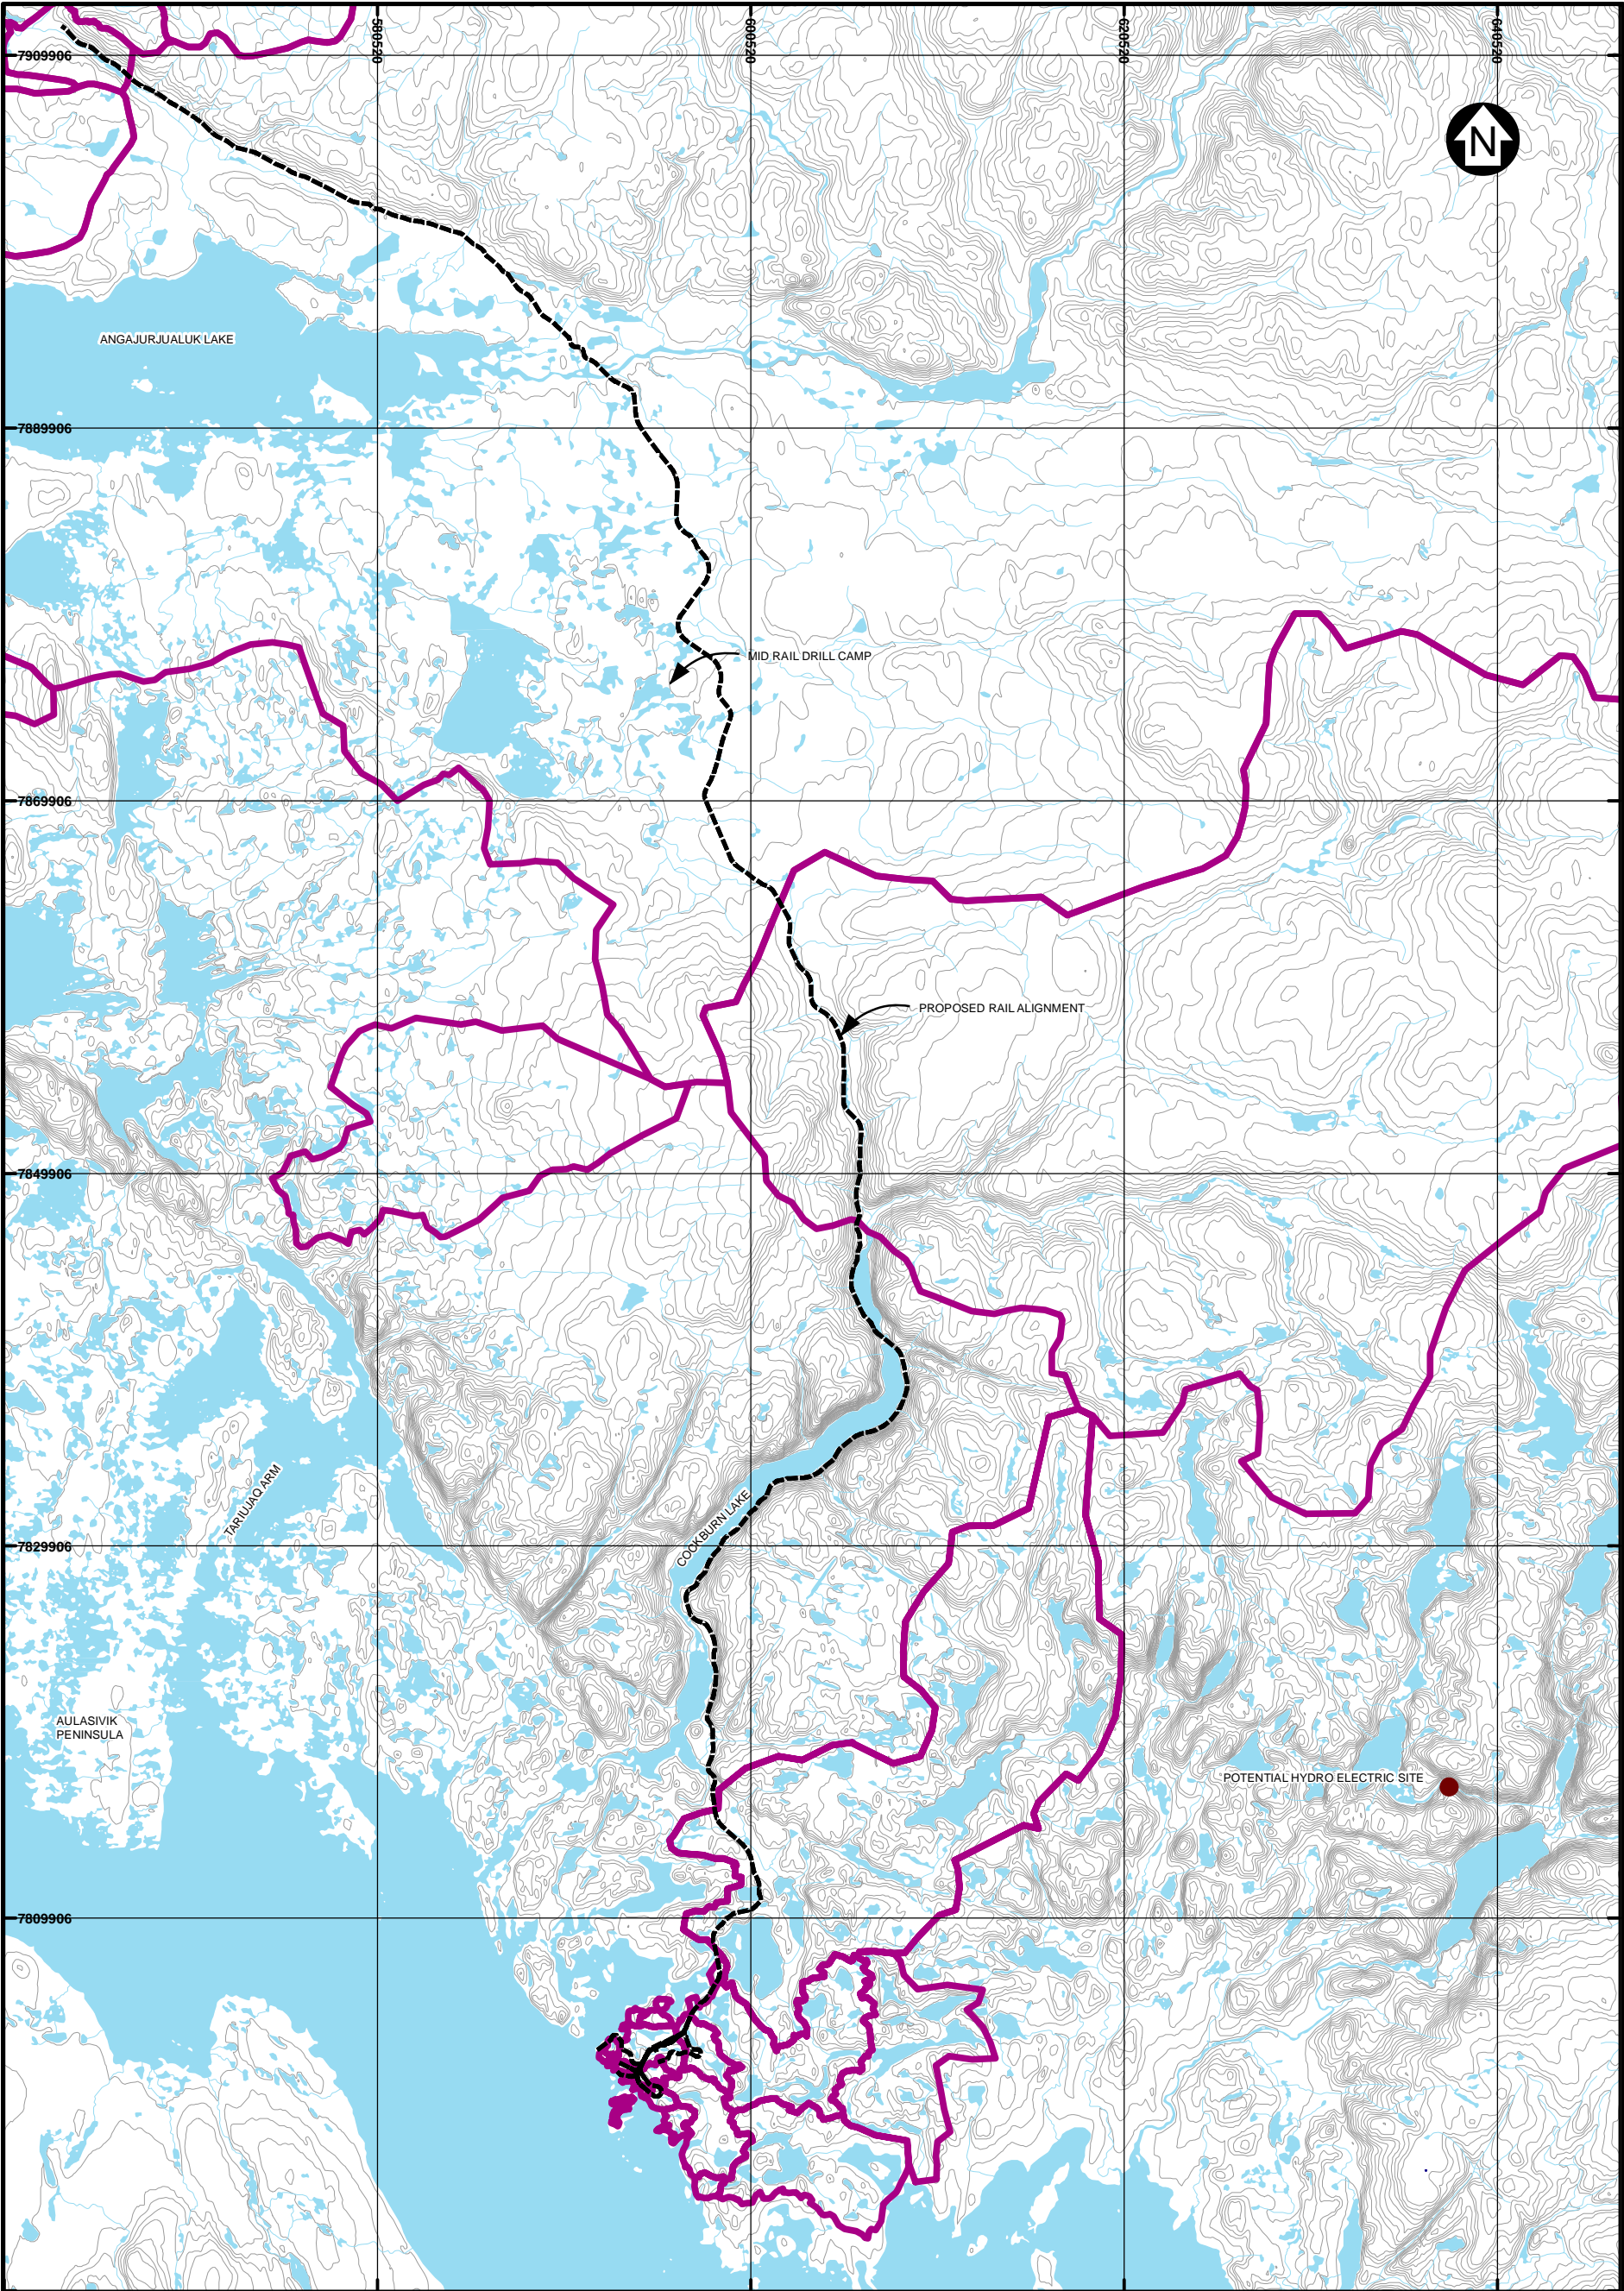 580520
600520
620520
640520
7909906
N
ANGAJURJUALUK LAKE
7889906
MID RAIL DRILL CAMP
7869906
PROPOSED RAIL ALIGNMENT
7849906
TARIUJAQ ARM
COCKBURN LAKE
7829906
AULASIVIK
PENINSULA
POTENTIAL HYDRO ELECTRIC SITE
7809906